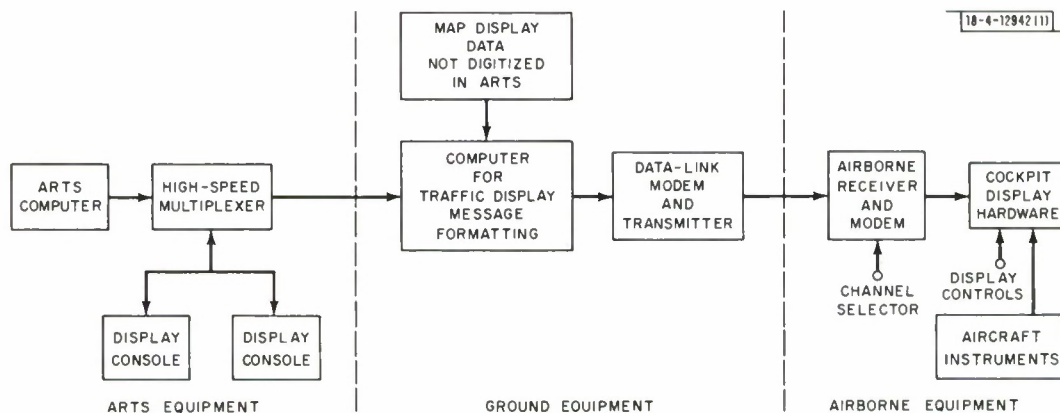 18-4-12942(1)
MAP DISPLAY
DATA
NOT DIGITIZED
IN ARTS
ARTS
COMPUTER
HIGH-SPEED
MULTIPLEXER
COMPUTER
FOR
TRAFFIC DISPLAY
MESSAGE
FORMATTING
DATA-LINK
MODEM
AND
TRANSMITTER
AIRBORNE
RECEIVER
AND
MODEM
COCKPIT
DISPLAY
HARDWARE
CHANNEL
SELECTOR
DISPLAY
CONTROLS
DISPLAY
CONSOLE
DISPLAY
CONSOLE
AIRCRAFT
INSTRUMENTS
ARTS EQUIPMENT
GROUND EQUIPMENT
AIRBORNE EQUIPMENT